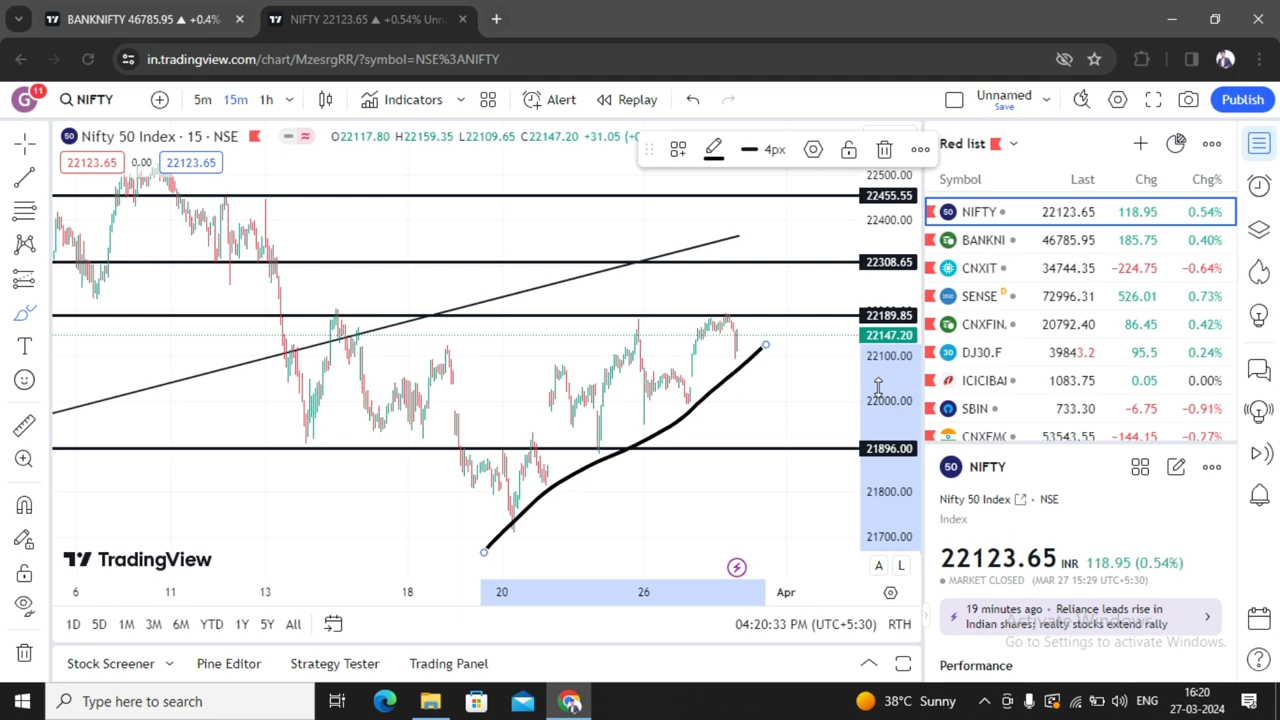 BANKNIFTY 46785.95 ▲ +0.4%
NIFTY 22123.65 ▲ +0.54% Unn
in.tradingview.com/chart/MzesrgRR/?symbol=NSE%3ANIFTY
G 11
NIFTY
5m 15m 1h
Indicators
Alert
Replay
Unnamed
Save
Publish
Nifty 50 Index · 15 · NSE
O22117.80 H22159.35 L22109.65 C22147.20 +31.05
22123.65 0.00 22123.65
4px
22500.00
22455.55
22400.00
22308.65
22189.85
22147.20
22100.00
22000.00
21896.00
21800.00
21700.00
TradingView
A L
6 11 13 18 20 26 Apr
1D 5D 1M 3M 6M YTD 1Y 5Y All
04:20:33 PM (UTC+5:30) RTH
Stock Screener
Pine Editor
Strategy Tester
Trading Panel
Red list
Symbol Last Chg Chg%
NIFTY 22123.65 118.95 0.54%
BANKNI 46785.95 185.75 0.40%
CNXIT 34744.35 −224.75 −0.64%
SENSE D 72996.31 526.01 0.73%
CNXFIN. 20792.40 86.45 0.42%
DJ30.F 39843.2 95.5 0.24%
ICICIBAI 1083.75 0.05 0.00%
SBIN 733.30 −6.75 −0.91%
CNXFMC 53543.55 −144.15 −0.27%
50 NIFTY
Nifty 50 Index · NSE
Index
22123.65 INR 118.95 (0.54%)
MARKET CLOSED (MAR 27 15:29 UTC+5:30)
19 minutes ago · Reliance leads rise in
Indian shares; realty stocks extend rally
Activate Windows
Go to Settings to activate Windows.
Performance
Type here to search
38°C Sunny
ENG
16:20
27-03-2024